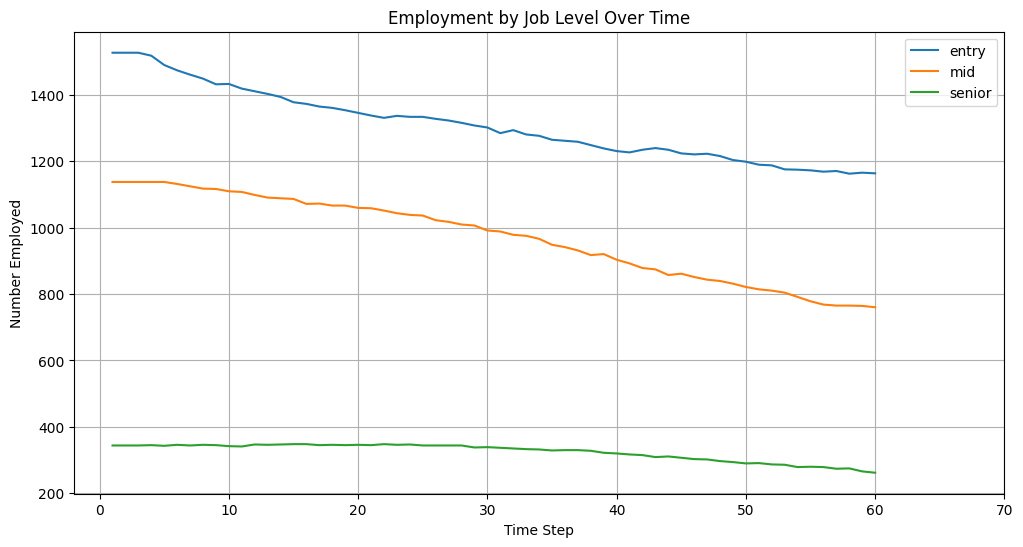 Employment by Job Level Over Time
entry
mid
senior
Number Employed
1400
1200
1000
800
600
400
200
0 10 20 30 40 50 60 70
Time Step